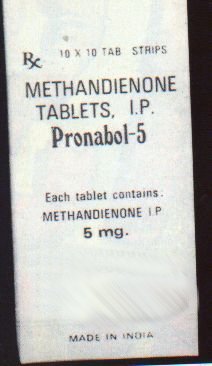 Rx 10 X 10 TAB STRIPS
METHANDIENONE
TABLETS, I.P.
Pronabol-5
Each tablet contains:
METHANDIENONE I.P
5 mg.
MADE IN INDIA